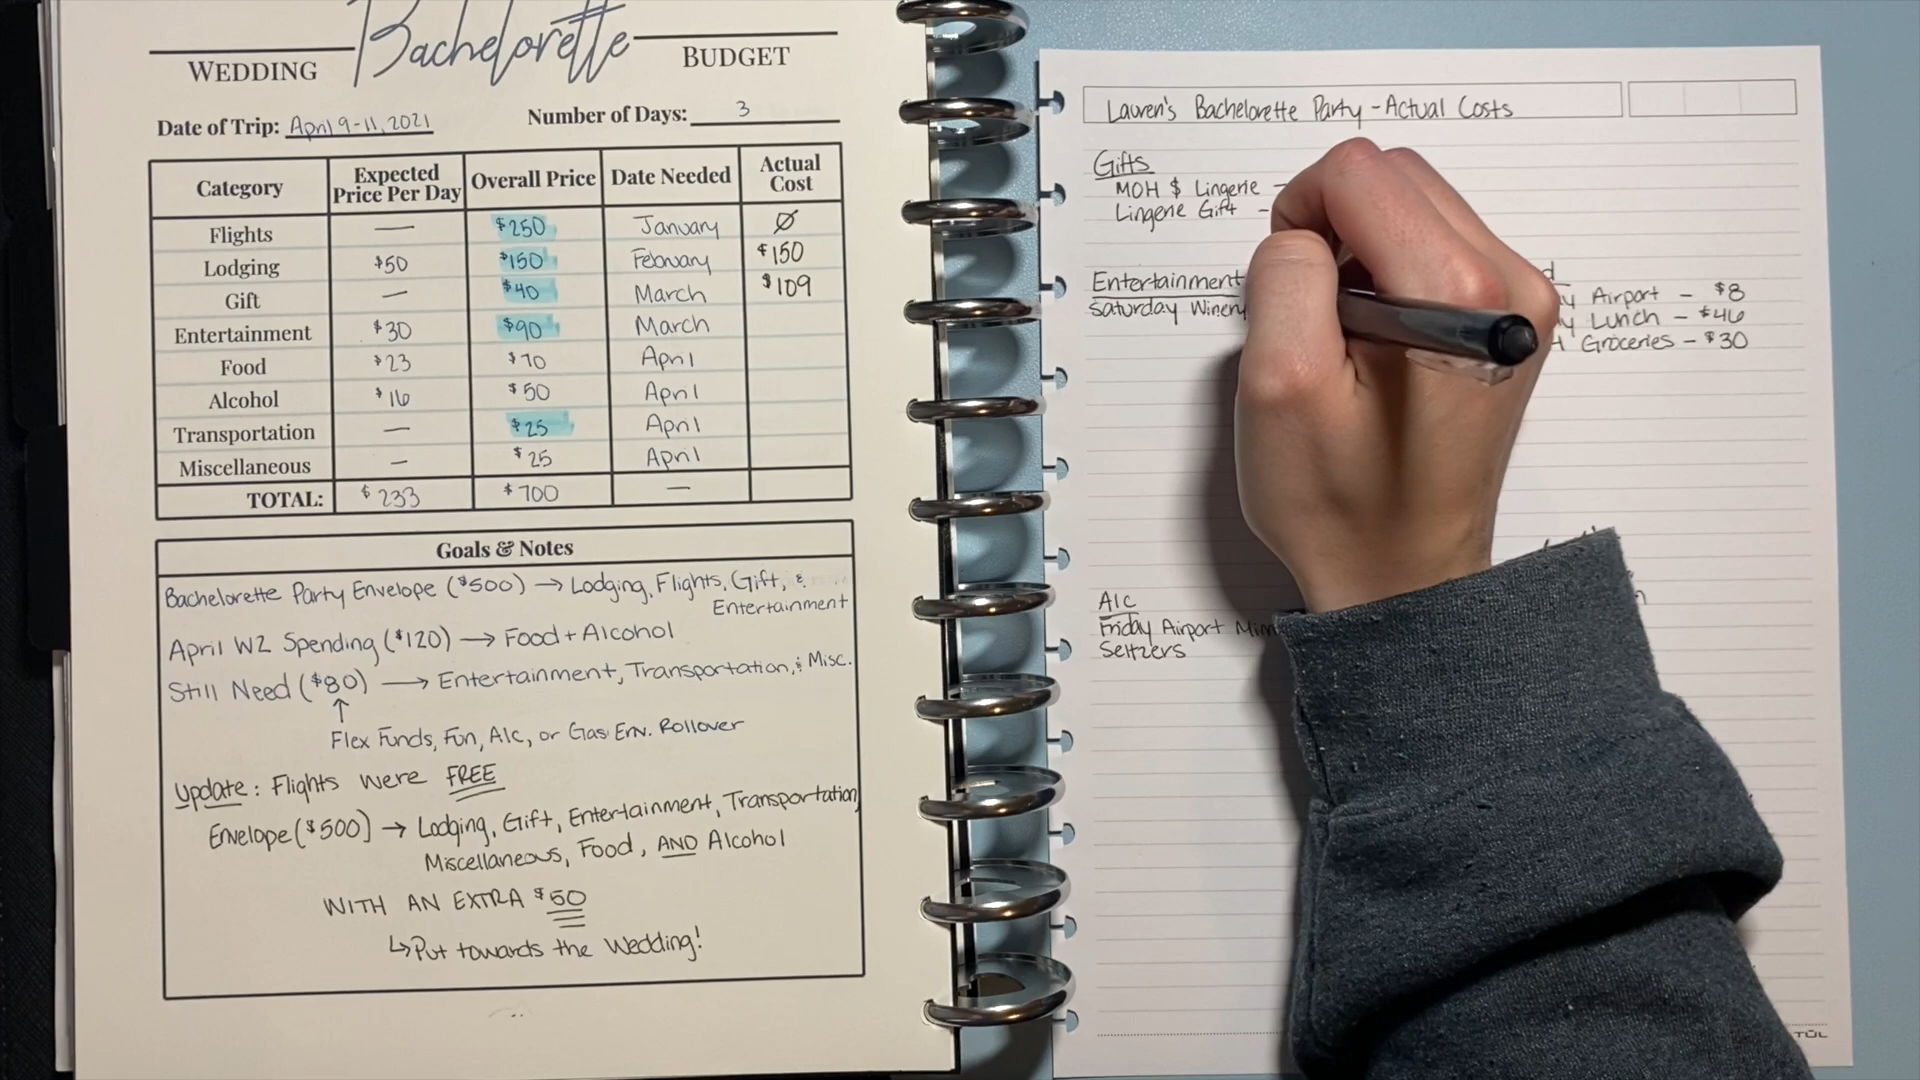 WEDDING Bachelorette BUDGET
Date of Trip: April 9-11, 2021 Number of Days: 3
Category Expected Price Per Day Overall Price Date Needed Actual Cost
Flights — $250 January Ø
Lodging $50 $150 February $150
Gift — $40 March $109
Entertainment $30 $90 March
Food $23 $70 April
Alcohol $16 $50 April
Transportation — $25 April
Miscellaneous — $25 April
TOTAL: $233 $700 —
Goals & Notes
Bachelorette Party Envelope ($500) → Lodging, Flights, Gift, &
Entertainment
April W2 Spending ($120) → Food + Alcohol
Still Need ($80) → Entertainment, Transportation, & Misc.
↑
Flex Funds, Fun, Alc, or Gas Env. Rollover
Update: Flights were FREE
Envelope ($500) → Lodging, Gift, Entertainment, Transportation,
Miscellaneous, Food, AND Alcohol
WITH AN EXTRA $50
↳ Put towards the Wedding!
Lauren's Bachelorette Party - Actual Costs
Gifts
MOH $ Lingerie -
Lingerie Gift -
Entertainment
Saturday Winery
Airport - $8
Lunch - $46
Groceries - $30
Alc
Friday Airport
Seltzers
TUL